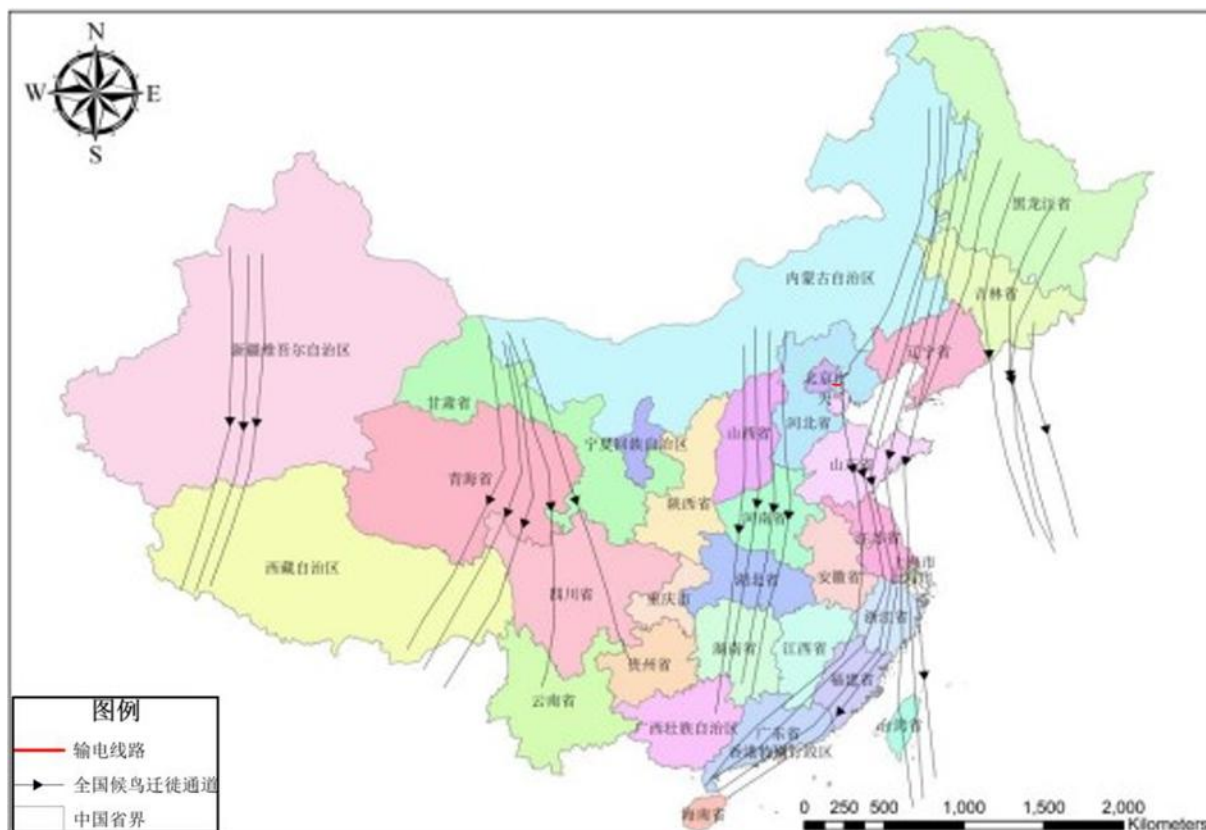 N
W E
S
黑龙江省
内蒙古自治区
吉林省
新疆维吾尔自治区
辽宁省
北京市
甘肃省
河北省
山西省
宁夏回族自治区
山东省
青海省
陕西省
河南省
江苏省
西藏自治区
上海市
安徽省
湖北省
四川省
重庆市
浙江省
湖南省
江西省
贵州省
福建省
云南省
台湾省
广西壮族自治区
广东省
海南省
图例
输电线路
全国候鸟迁徙通道
中国省界
0 250 500 1,000 1,500 2,000
Kilometers